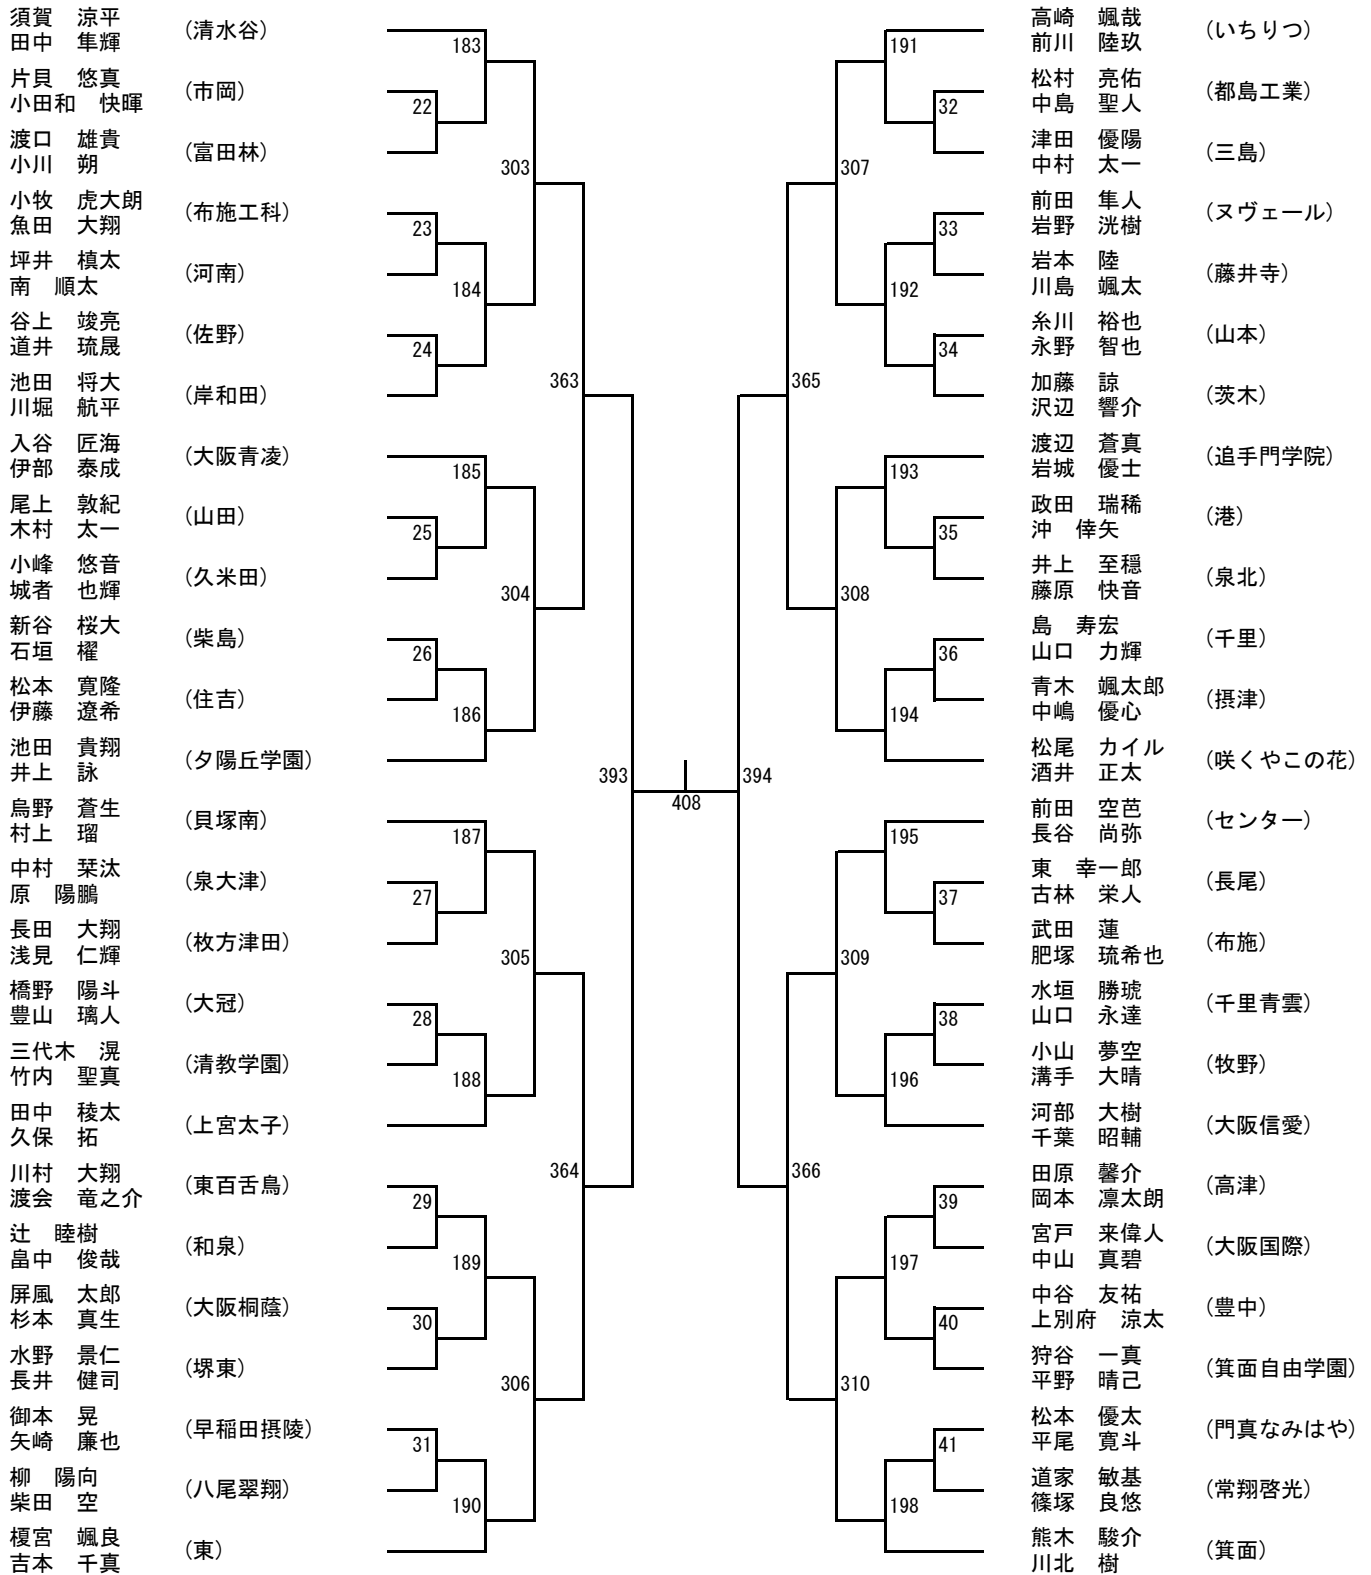 須賀　涼平
田中　隼輝
(清水谷)
片貝　悠真
小田和　快暉
(市岡)
渡口　雄貴
小川　朔
(富田林)
小牧　虎大朗
魚田　大翔
(布施工科)
坪井　槙太
南　順太
(河南)
谷上　竣亮
道井　琉晟
(佐野)
池田　将大
川堀　航平
(岸和田)
入谷　匠海
伊部　泰成
(大阪青凌)
尾上　敦紀
木村　太一
(山田)
小峰　悠音
城者　也輝
(久米田)
新谷　桜大
石垣　櫂
(柴島)
松本　寛隆
伊藤　遼希
(住吉)
池田　貴翔
井上　詠
(夕陽丘学園)
烏野　蒼生
村上　瑠
(貝塚南)
中村　栞汰
原　陽鵬
(泉大津)
長田　大翔
浅見　仁輝
(枚方津田)
橋野　陽斗
豊山　璃人
(大冠)
三代木　滉
竹内　聖真
(清教学園)
田中　稜太
久保　拓
(上宮太子)
川村　大翔
渡会　竜之介
(東百舌鳥)
辻　睦樹
畠中　俊哉
(和泉)
屏風　太郎
杉本　真生
(大阪桐蔭)
水野　景仁
長井　健司
(堺東)
御本　晃
矢崎　廉也
(早稲田摂陵)
柳　陽向
柴田　空
(八尾翠翔)
榎宮　颯良
吉本　千真
(東)
183
22
303
23
184
24
363
185
25
304
26
186
393
187
27
305
28
188
364
29
189
30
306
31
190
408
191
32
307
33
192
34
365
193
35
308
36
194
394
195
37
309
38
196
366
39
197
40
310
41
198
高崎　颯哉
前川　陸玖
(いちりつ)
松村　亮佑
中島　聖人
(都島工業)
津田　優陽
中村　太一
(三島)
前田　隼人
岩野　洸樹
(ヌヴェール)
岩本　陸
川島　颯太
(藤井寺)
糸川　裕也
永野　智也
(山本)
加藤　諒
沢辺　響介
(茨木)
渡辺　蒼真
岩城　優士
(追手門学院)
政田　瑞稀
沖　倖矢
(港)
井上　至穏
藤原　快音
(泉北)
島　寿宏
山口　力輝
(千里)
青木　颯太郎
中嶋　優心
(摂津)
松尾　カイル
酒井　正太
(咲くやこの花)
前田　空芭
長谷　尚弥
(センター)
東　幸一郎
古林　栄人
(長尾)
武田　蓮
肥塚　琉希也
(布施)
水垣　勝琥
山口　永達
(千里青雲)
小山　夢空
溝手　大晴
(牧野)
河部　大樹
千葉　昭輔
(大阪信愛)
田原　馨介
岡本　凛太朗
(高津)
宮戸　来偉人
中山　真碧
(大阪国際)
中谷　友祐
上別府　涼太
(豊中)
狩谷　一真
平野　晴己
(箕面自由学園)
松本　優太
平尾　寛斗
(門真なみはや)
道家　敏基
篠塚　良悠
(常翔啓光)
熊木　駿介
川北　樹
(箕面)